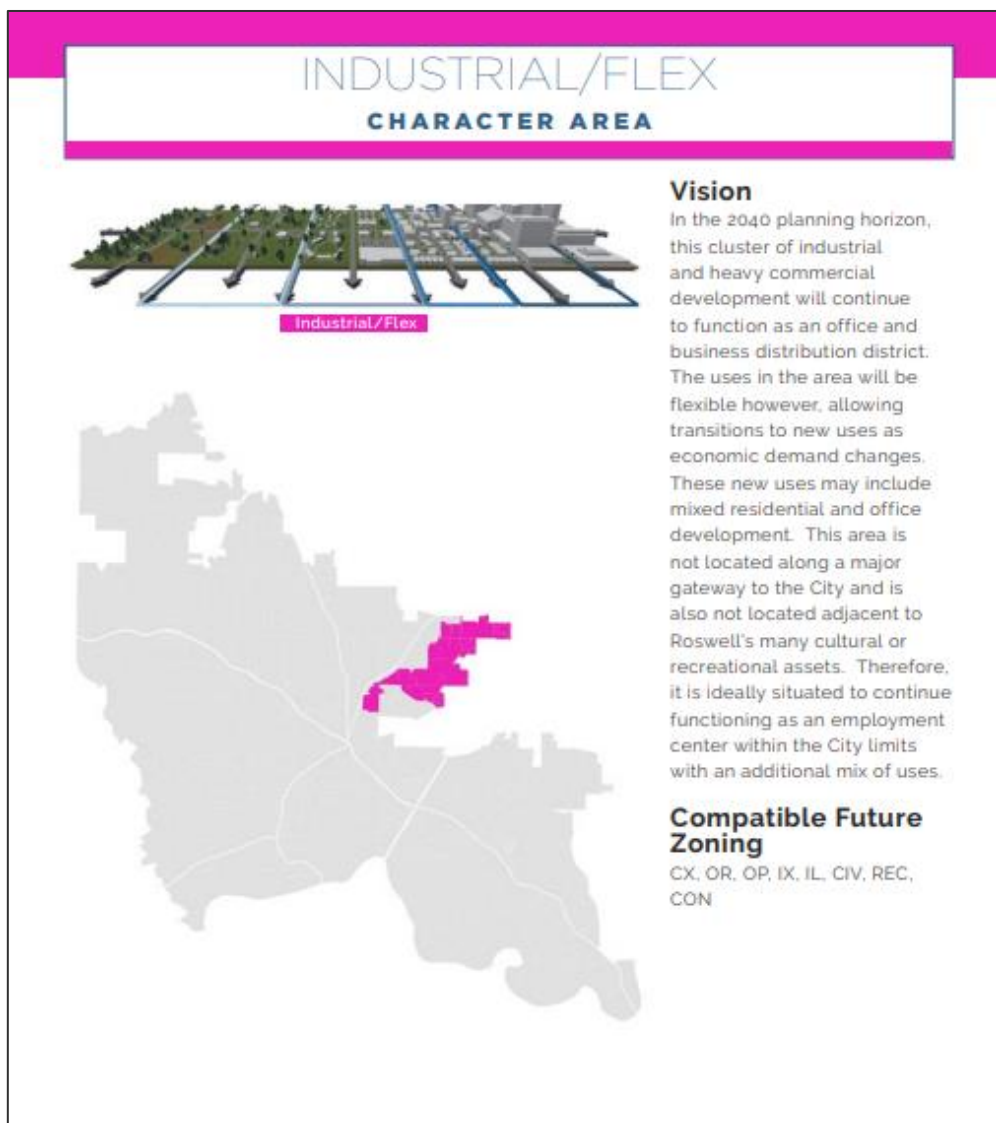 INDUSTRIAL/FLEX
CHARACTER AREA
Industrial/Flex
Vision
In the 2040 planning horizon,
this cluster of industrial
and heavy commercial
development will continue
to function as an office and
business distribution district.
The uses in the area will be
flexible however, allowing
transitions to new uses as
economic demand changes.
These new uses may include
mixed residential and office
development. This area is
not located along a major
gateway to the City and is
also not located adjacent to
Roswell's many cultural or
recreational assets. Therefore,
it is ideally situated to continue
functioning as an employment
center within the City limits
with an additional mix of uses.
Compatible Future
Zoning
CX, OR, OP, IX, IL, CIV, REC,
CON